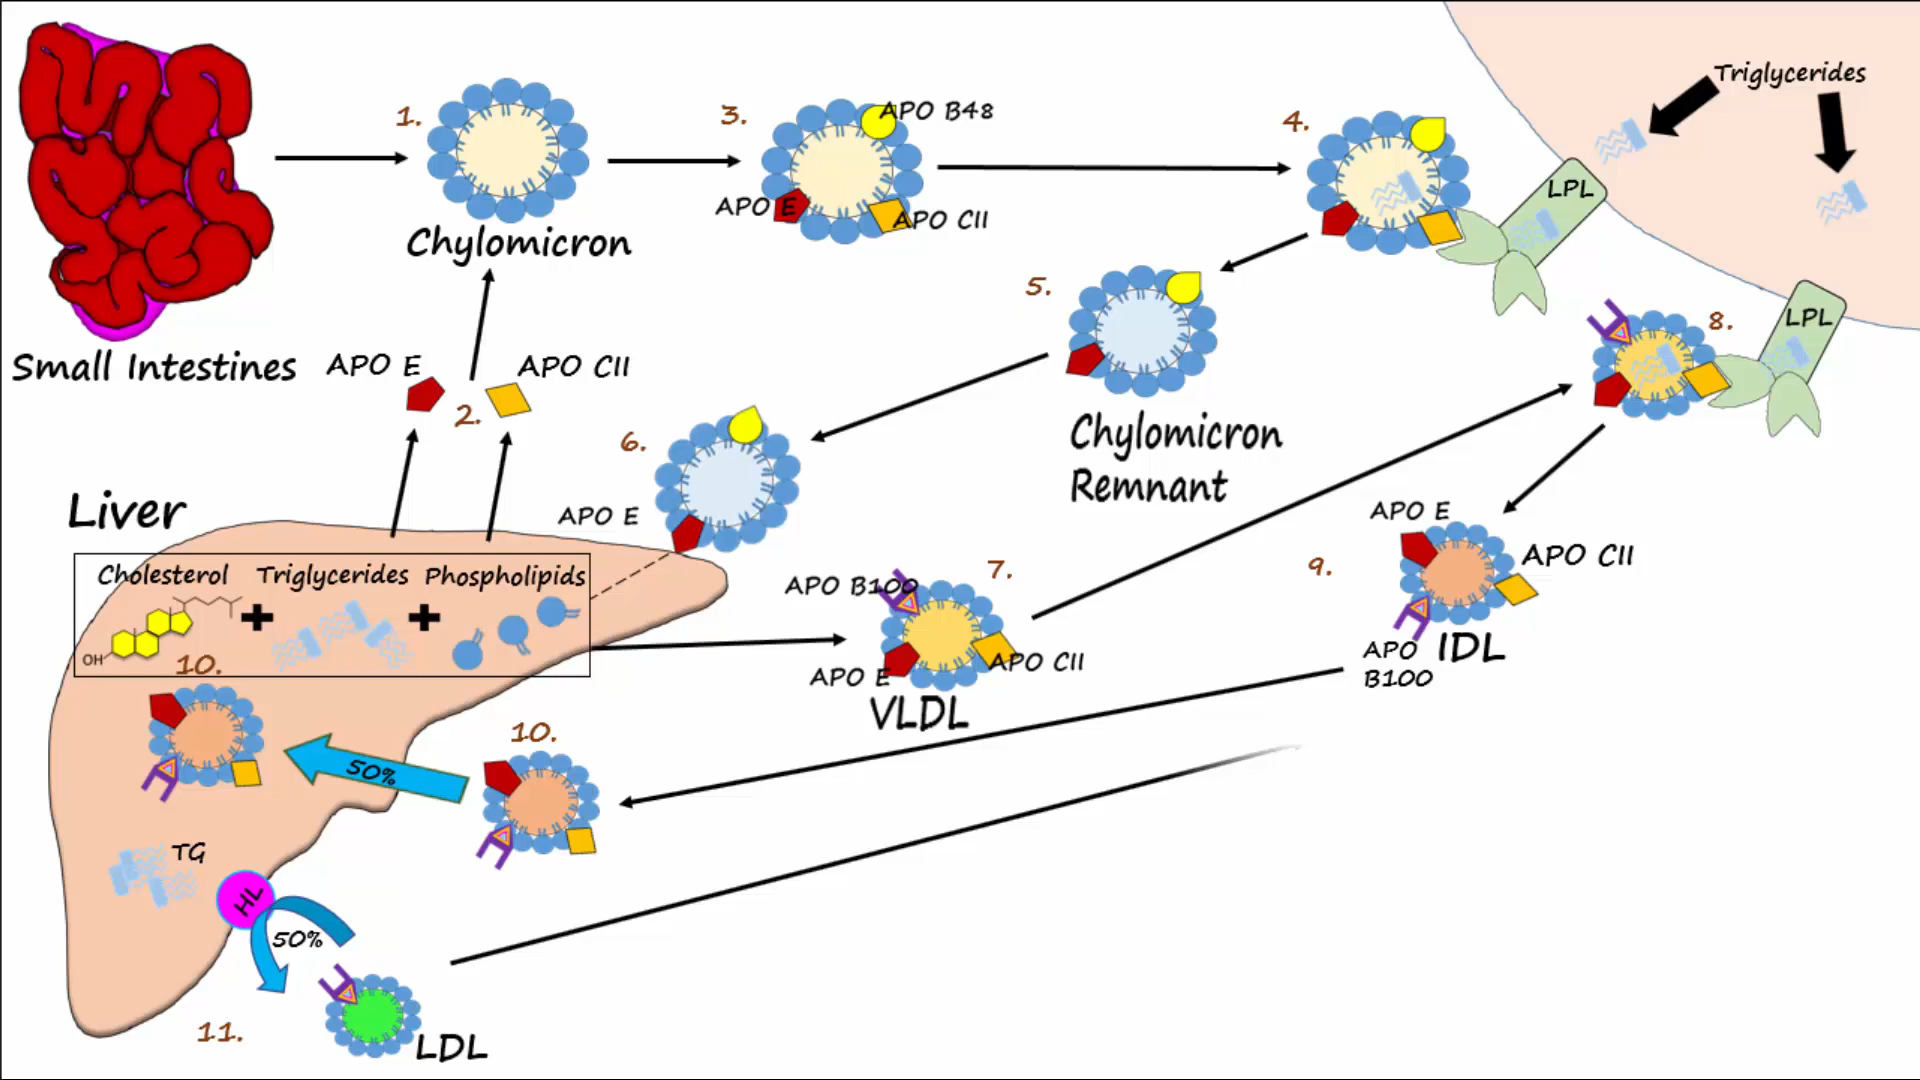 Triglycerides
1.
3.
APO B48
4.
LPL
APO E
APO CII
Chylomicron
5.
LPL
8.
Small Intestines
APO E
APO CII
2.
6.
Chylomicron
Remnant
Liver
APO E
APO E
APO CII
9.
7.
Cholesterol
Triglycerides
Phospholipids
APO B100
OH
10.
APO E
APO CII
VLDL
APO
B100
IDL
10.
50%
TG
HL
50%
11.
LDL